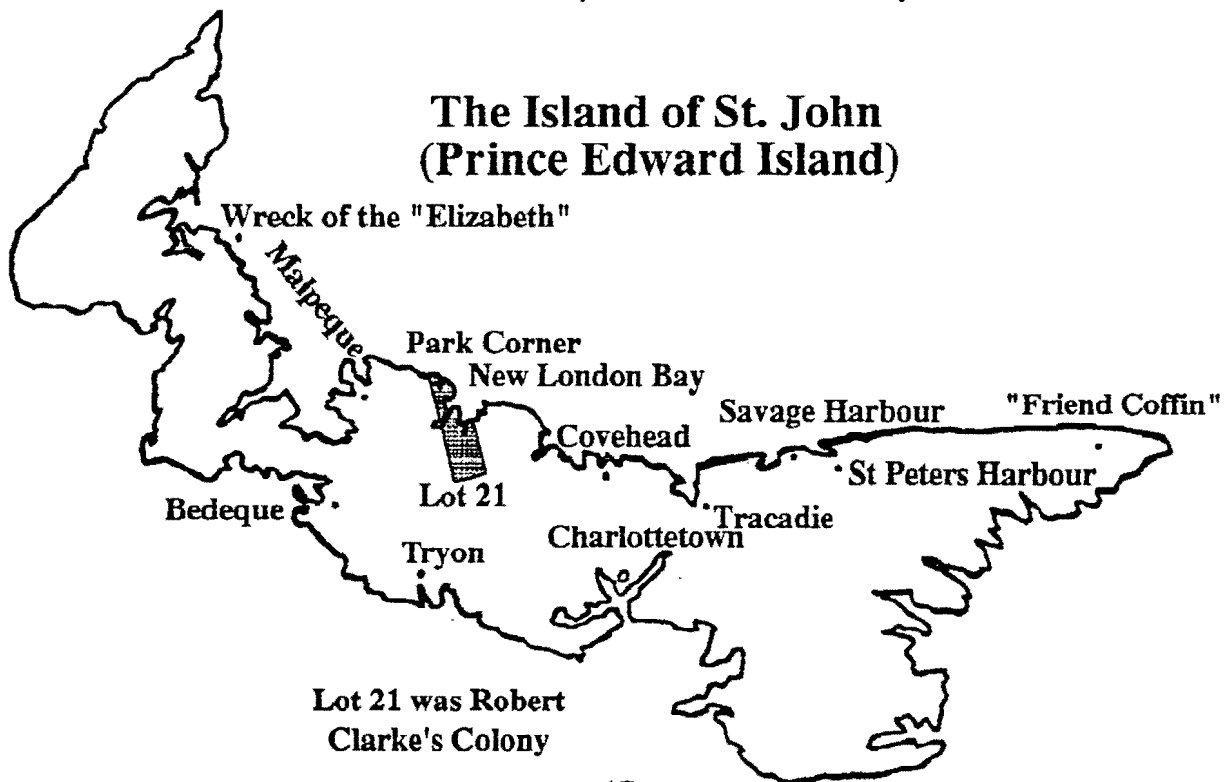 The Island of St. John
(Prince Edward Island)
Wreck of the "Elizabeth"
Malpeque
Park Corner
New London Bay
Savage Harbour
"Friend Coffin"
Covehead
St Peters Harbour
Lot 21
Bedeque
Tracadie
Charlottetown
Tryon
Lot 21 was Robert
Clarke's Colony